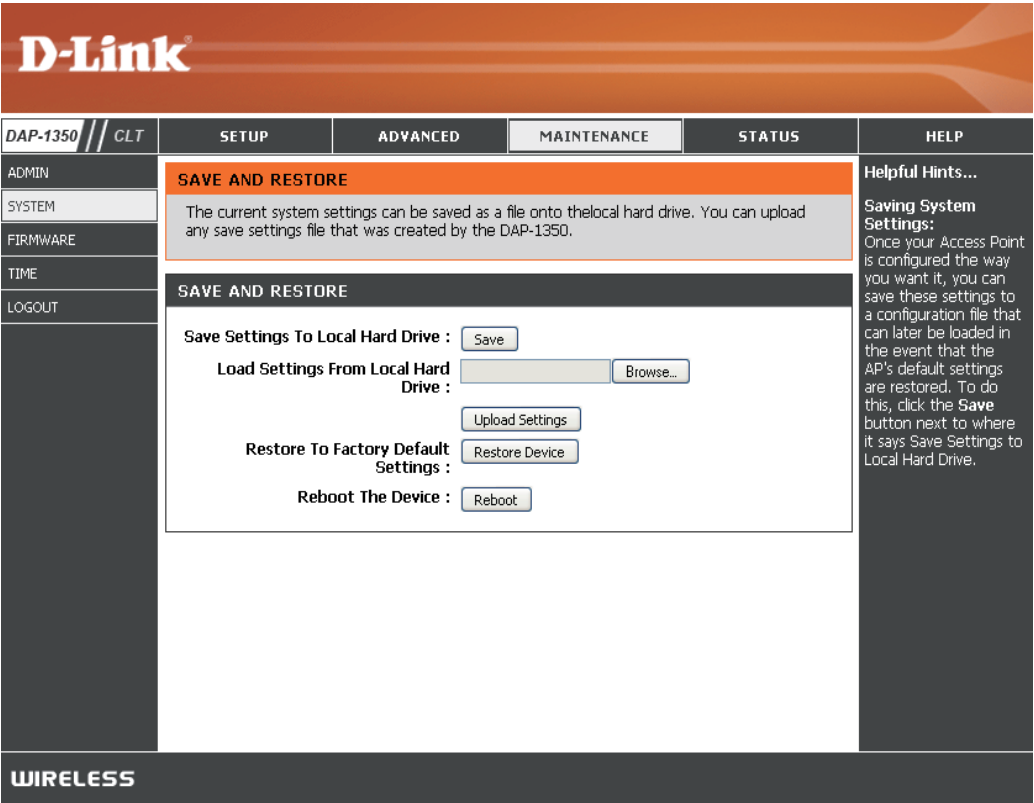 D-Link®
DAP-1350 // CLT
SETUP
ADVANCED
MAINTENANCE
STATUS
HELP
ADMIN
SYSTEM
FIRMWARE
TIME
LOGOUT
SAVE AND RESTORE
The current system settings can be saved as a file onto thelocal hard drive. You can upload
any save settings file that was created by the DAP-1350.
SAVE AND RESTORE
Save Settings To Local Hard Drive : Save
Load Settings From Local Hard
Drive :
Browse...
Upload Settings
Restore To Factory Default
Settings :
Restore Device
Reboot The Device : Reboot
Helpful Hints...
Saving System
Settings:
Once your Access Point
is configured the way
you want it, you can
save these settings to
a configuration file that
can later be loaded in
the event that the
AP's default settings
are restored. To do
this, click the Save
button next to where
it says Save Settings to
Local Hard Drive.
WIRELESS